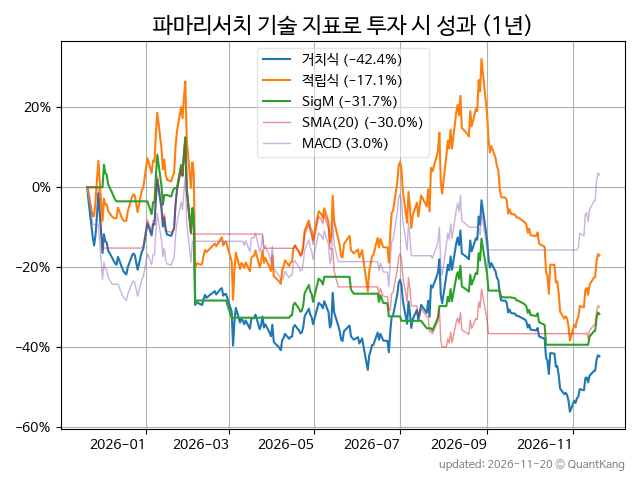 파마리서치 기술 지표로 투자 시 성과 (1년)
거치식 (−42.4%)
적립식 (−17.1%)
SigM (−31.7%)
SMA(20) (−30.0%)
MACD (3.0%)
20%
0%
−20%
−40%
−60%
2026-01 2026-03 2026-05 2026-07 2026-09 2026-11
updated: 2026-11-20 © QuantKang